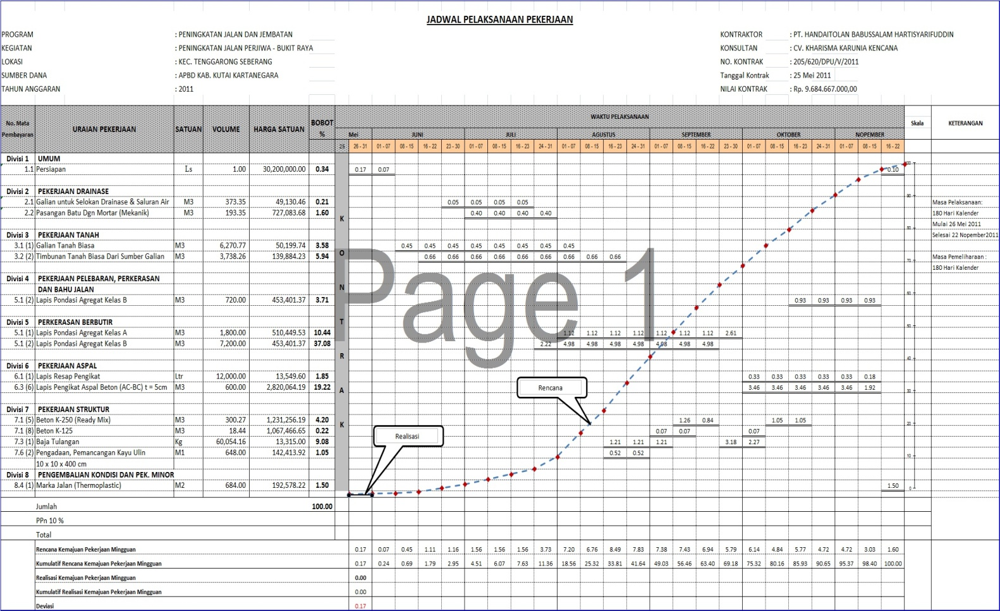 JADWAL PELAKSANAAN PEKERJAAN
PROGRAM : PENINGKATAN JALAN DAN JEMBATAN KONTRAKTOR : PT. HANDAITOLAN BABUSSALAM HARTISYARIFUDDIN
KEGIATAN : PENINGKATAN JALAN PERJIWA - BUKIT RAYA KONSULTAN : CV. KHARISMA KARUNIA KENCANA
LOKASI : KEC. TENGGARONG SEBERANG NO. KONTRAK : 205/620/DPU/V/2011
SUMBER DANA : APBD KAB. KUTAI KARTANEGARA Tanggal Kontrak : 25 Mei 2011
TAHUN ANGGARAN : 2011 NILAI KONTRAK : Rp. 9.684.667.000,00
No. Mata Pembayaran URAIAN PEKERJAAN SATUAN VOLUME HARGA SATUAN BOBOT % WAKTU PELAKSANAAN Skala KETERANGAN
Mei JUNI JULI AGUSTUS SEPTEMBER OKTOBER NOPEMBER
25 26 - 31 01 - 07 08 - 15 16 - 22 23 - 30 01 - 07 08 - 15 16 - 23 24 - 31 01 - 07 08 - 15 16 - 23 24 - 31 01 - 07 08 - 15 16 - 22 23 - 30 01 - 07 08 - 15 16 - 23 24 - 31 01 - 07 08 - 15 16 - 22
Divisi 1 UMUM
1.1 Persiapan Ls 1.00 30,200,000.00 0.34 0.17 0.07 0.10 100
Divisi 2 PEKERJAAN DRAINASE
2.1 Galian untuk Selokan Drainase & Saluran Air M3 373.35 49,130.46 0.21 0.05 0.05 0.05 0.05 90 Masa Pelaksanaan:
2.2 Pasangan Batu Dgn Mortar (Mekanik) M3 193.35 727,083.68 1.60 0.40 0.40 0.40 0.40 180 Hari Kalender
K Mulai 26 Mei 2011
80
Divisi 3 PEKERJAAN TANAH Selesai 22 Nopember2011
3.1 (1) Galian Tanah Biasa M3 6,270.77 50,199.74 3.58 0.45 0.45 0.45 0.45 0.45 0.45 0.45 0.45
3.2 (2) Timbunan Tanah Biasa Dari Sumber Galian M3 3,738.26 139,884.23 5.94 O 0.66 0.66 0.66 0.66 0.66 0.66 0.66 0.66 0.66 70 Masa Pemeliharaan :
180 Hari Kalender
Divisi 4 PEKERJAAN PELEBARAN, PERKERASAN
DAN BAHU JALAN N 60
5.1 (2) Lapis Pondasi Agregat Kelas B M3 720.00 453,401.37 3.71 0.93 0.93 0.93 0.93
Page 1
Divisi 5 PERKERASAN BERBUTIR T 50
5.1 (1) Lapis Pondasi Agregat Kelas A M3 1,800.00 510,449.53 10.44 1.12 1.12 1.12 1.12 1.12 1.12 1.12 2.61
5.1 (2) Lapis Pondasi Agregat Kelas B M3 7,200.00 453,401.37 37.08 2.22 4.98 4.98 4.98 4.98 4.98 4.98 4.98
R 40
Divisi 6 PEKERJAAN ASPAL
6.1 (1) Lapis Resap Pengikat Ltr 12,000.00 13,549.60 1.85 0.33 0.33 0.33 0.33 0.33 0.18
6.3 (6) Lapis Pengikat Aspal Beton (AC-BC) t = 5cm M3 600.00 2,820,064.19 19.22 A Rencana 3.46 3.46 3.46 3.46 3.46 1.92 30
Divisi 7 PEKERJAAN STRUKTUR
7.1 (5) Beton K-250 (Ready Mix) M3 300.27 1,231,256.19 4.20 K 1.26 0.84 1.05 1.05 20
7.1 (8) Beton K-125 M3 18.44 1,067,466.65 0.22 Realisasi 0.07 0.07 0.07
7.3 (1) Baja Tulangan Kg 60,054.16 13,315.00 9.08 1.21 1.21 1.21 3.18 2.27
7.6 (2) Pengadaan, Pemancangan Kayu Ulin M1 648.00 142,413.92 1.05 0.52 0.52 10
10 x 10 x 400 cm
Divisi 8 PENGEMBALIAN KONDISI DAN PEK. MINOR
8.4 (1) Marka Jalan (Thermoplastic) M2 684.00 192,578.22 1.50 1.50 0
Jumlah 100.00
PPn 10 %
Total
Rencana Kemajuan Pekerjaan Mingguan 0.17 0.07 0.45 1.11 1.16 1.56 1.56 1.56 3.73 7.20 6.76 8.49 7.83 7.38 7.43 6.94 5.79 6.14 4.84 5.77 4.72 4.72 3.03 1.60
Kumulatif Rencana Kemajuan Pekerjaan Mingguan 0.17 0.24 0.69 1.79 2.95 4.51 6.07 7.63 11.36 18.56 25.32 33.81 41.64 49.03 56.46 63.40 69.18 75.32 80.16 85.93 90.65 95.37 98.40 100.00
Realisasi Kemajuan Pekerjaan Mingguan 0.00
Kumulatif Realisasi Kemajuan Pekerjaan Mingguan 0.00
Deviasi 0.17